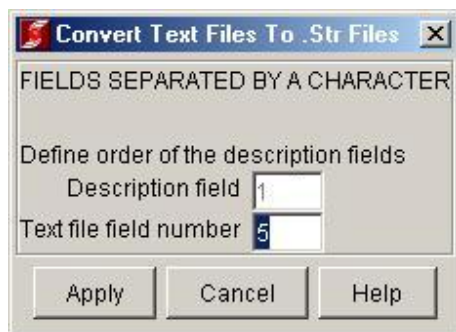 Convert Text Files To .Str Files
FIELDS SEPARATED BY A CHARACTER
Define order of the description fields
Description field 1
Text file field number 5
Apply Cancel Help